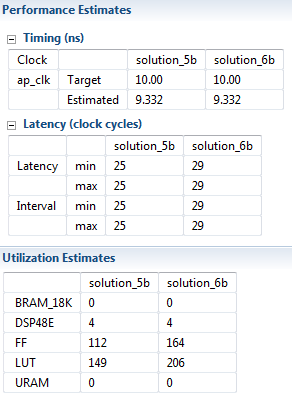 Performance Estimates
Timing (ns)
Clock solution_5b solution_6b
ap_clk Target 10.00 10.00
Estimated 9.332 9.332
Latency (clock cycles)
solution_5b solution_6b
Latency min 25 29
max 25 29
Interval min 25 29
max 25 29
Utilization Estimates
solution_5b solution_6b
BRAM_18K 0 0
DSP48E 4 4
FF 112 164
LUT 149 206
URAM 0 0